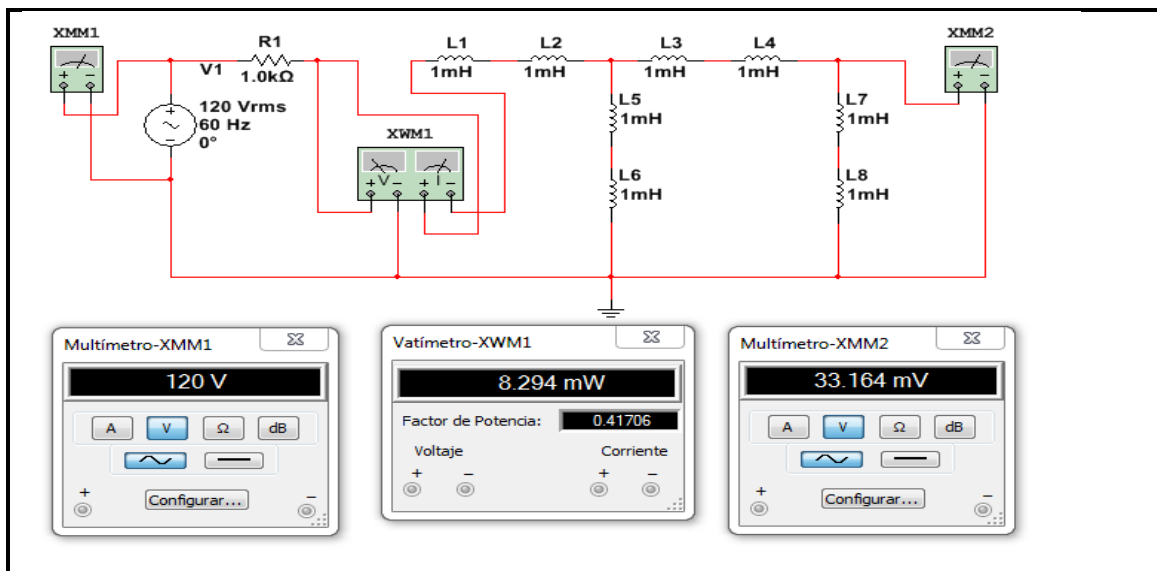 XMM1
XMM2
R1
1.0kΩ
V1
120 Vrms
60 Hz
0°
XWM1
V I
L1
1mH
L2
1mH
L3
1mH
L4
1mH
L5
1mH
L6
1mH
L7
1mH
L8
1mH
Multímetro-XMM1
120 V
A V Ω dB
Configurar...
Vatímetro-XWM1
8.294 mW
Factor de Potencia: 0.41706
Voltaje Corriente
+ − + −
Multímetro-XMM2
33.164 mV
A V Ω dB
Configurar...